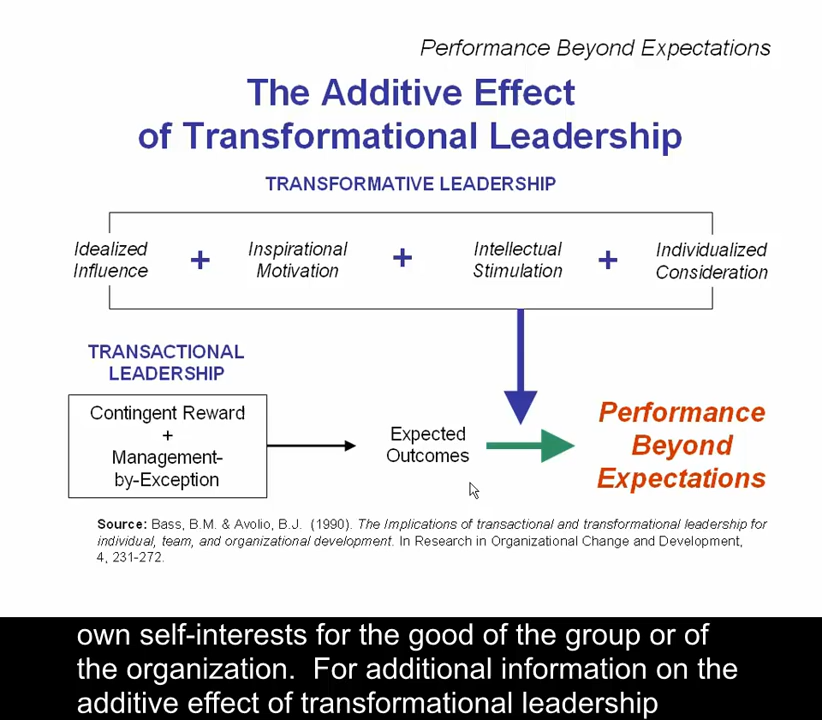 Performance Beyond Expectations
The Additive Effect
of Transformational Leadership
TRANSFORMATIVE LEADERSHIP
Idealized
Influence
+
Inspirational
Motivation
+
Intellectual
Stimulation
+
Individualized
Consideration
TRANSACTIONAL
LEADERSHIP
Contingent Reward
+
Management-
by-Exception
Expected
Outcomes
Performance
Beyond
Expectations
Source: Bass, B.M. & Avolio, B.J. (1990). The Implications of transactional and transformational leadership for
individual, team, and organizational development. In Research in Organizational Change and Development,
4, 231-272.
own self-interests for the good of the group or of
the organization.  For additional information on the
additive effect of transformational leadership